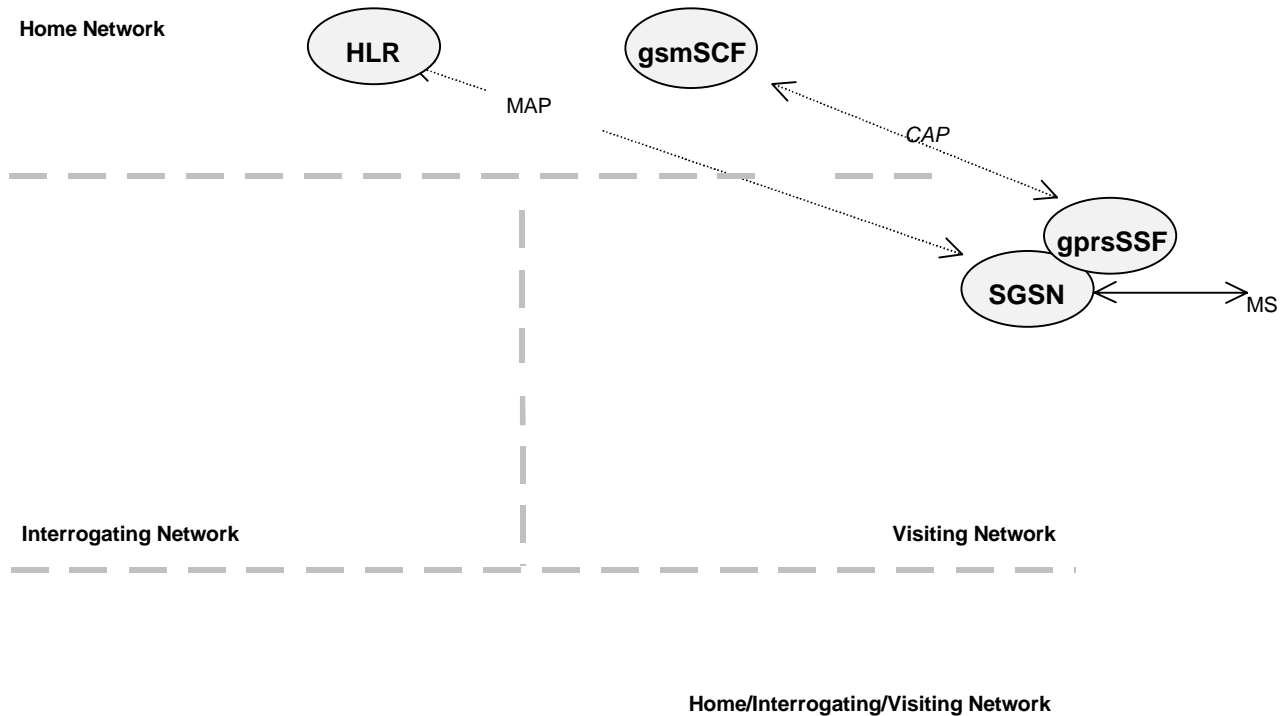 Home Network
HLR
gsmSCF
MAP
CAP
gprsSSF
SGSN
MS
Interrogating Network
Visiting Network
Home/Interrogating/Visiting Network